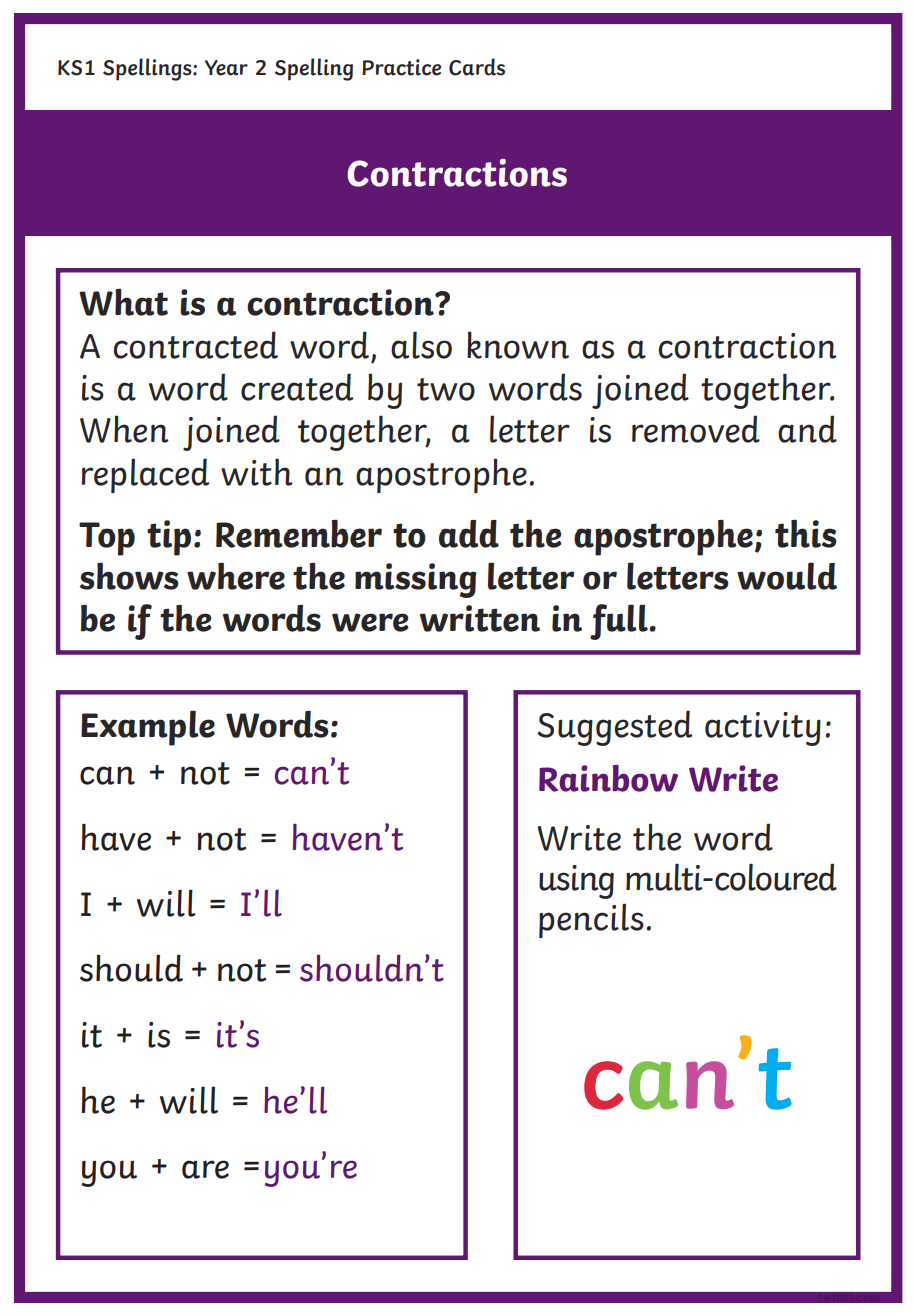 KS1 Spellings: Year 2 Spelling Practice Cards
Contractions
What is a contraction?
A contracted word, also known as a contraction
is a word created by two words joined together.
When joined together, a letter is removed and
replaced with an apostrophe.
Top tip: Remember to add the apostrophe; this
shows where the missing letter or letters would
be if the words were written in full.
Example Words:
can + not = can’t
have + not = haven’t
I + will = I’ll
should + not = shouldn’t
it + is = it’s
he + will = he’ll
you + are =you’re
Suggested activity:
Rainbow Write
Write the word
using multi-coloured
pencils.
can’t
twinkl.com